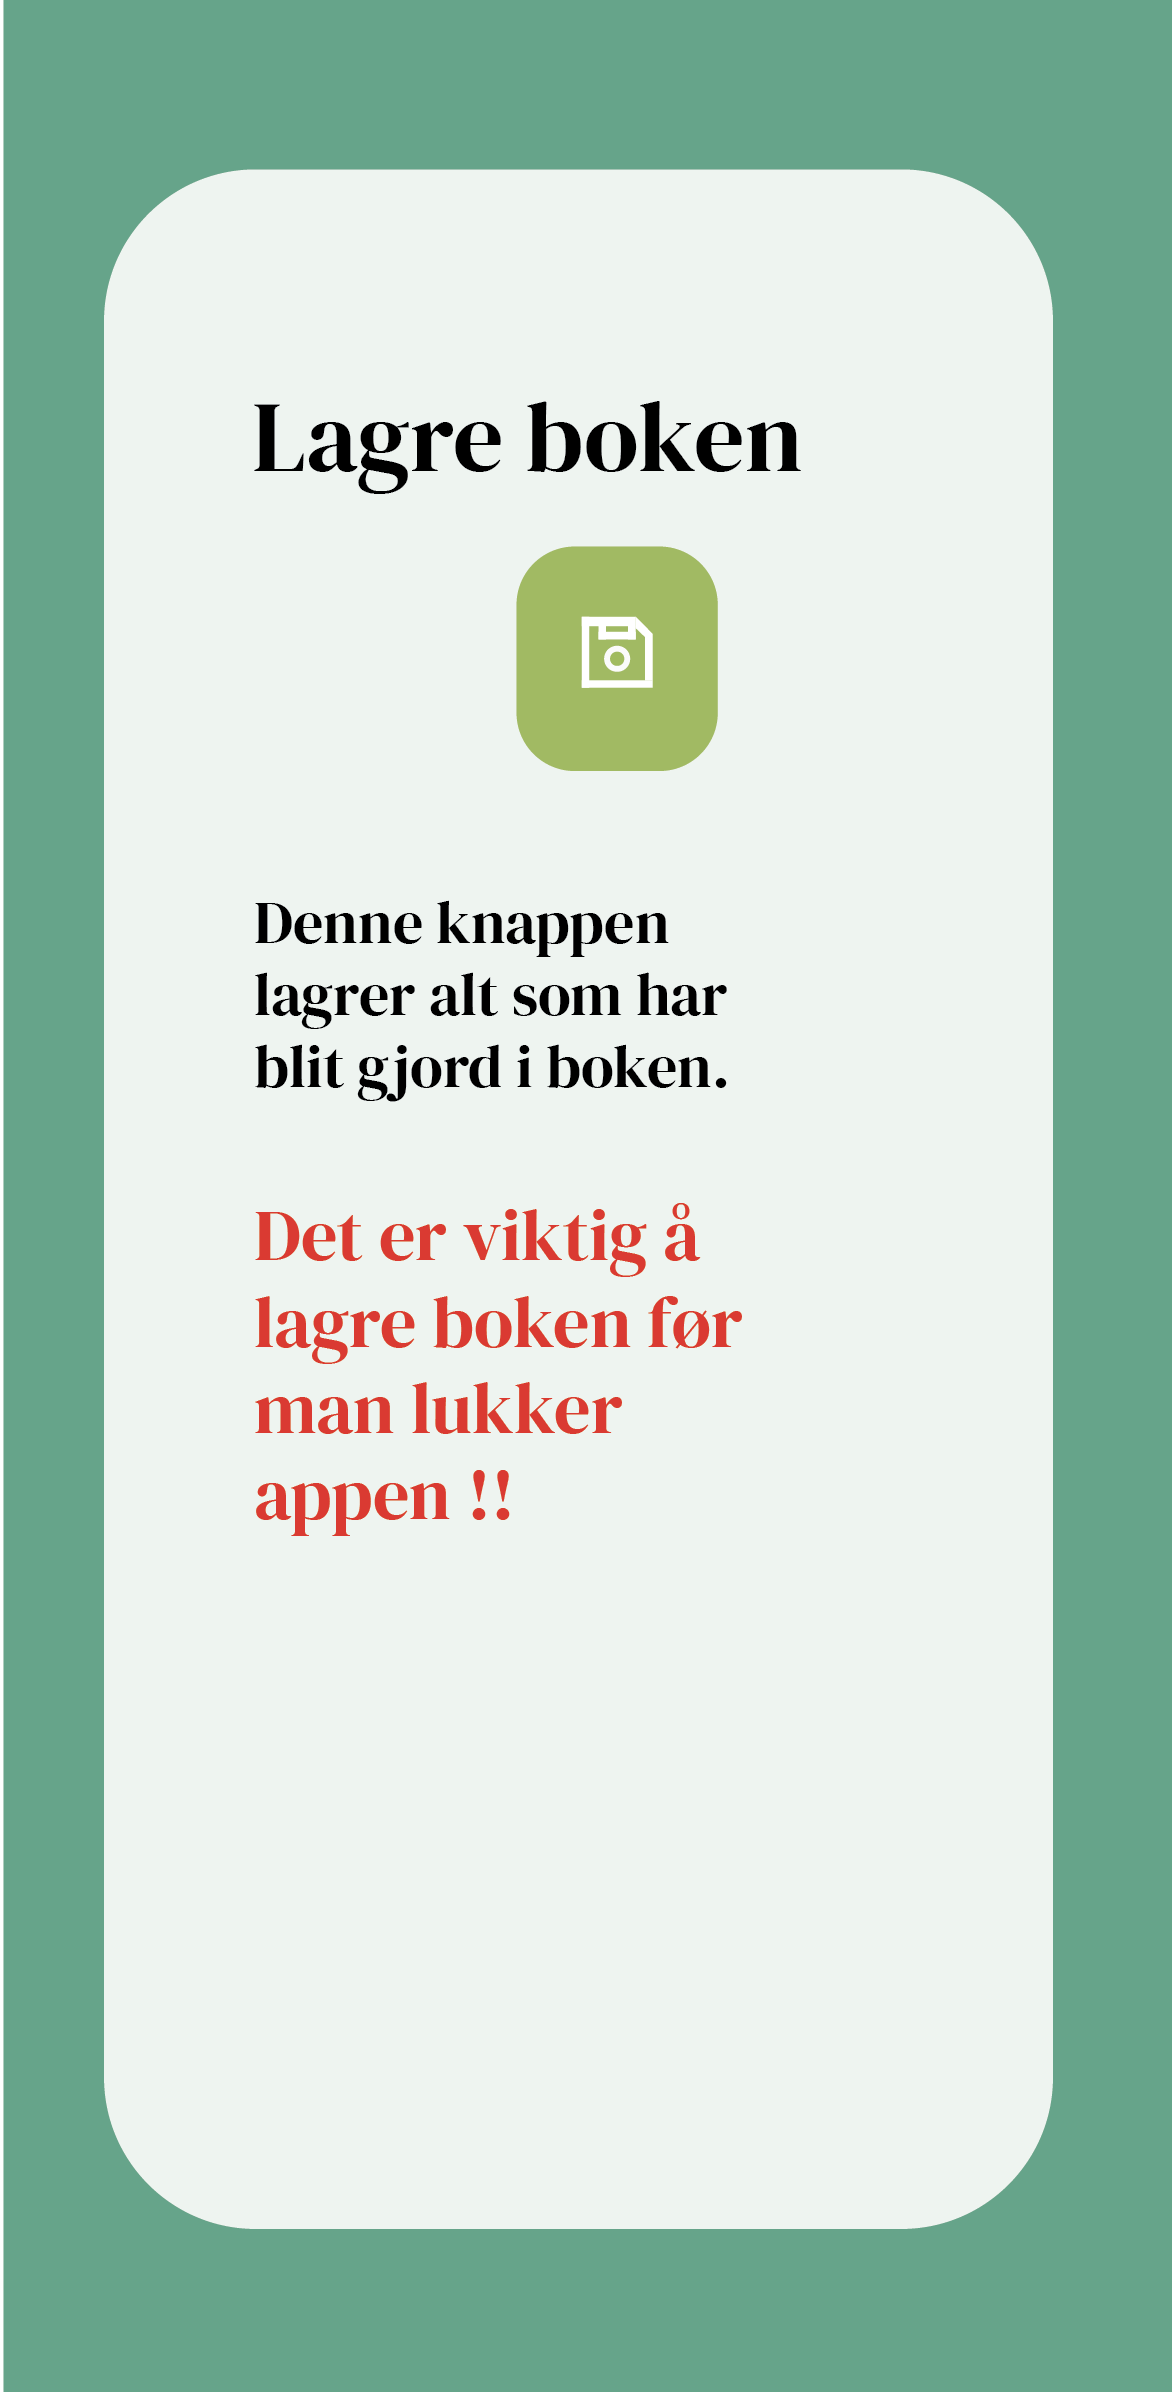 Lagre boken
Denne knappen
lagrer alt som har
blit gjord i boken.
Det er viktig å
lagre boken før
man lukker
appen !!